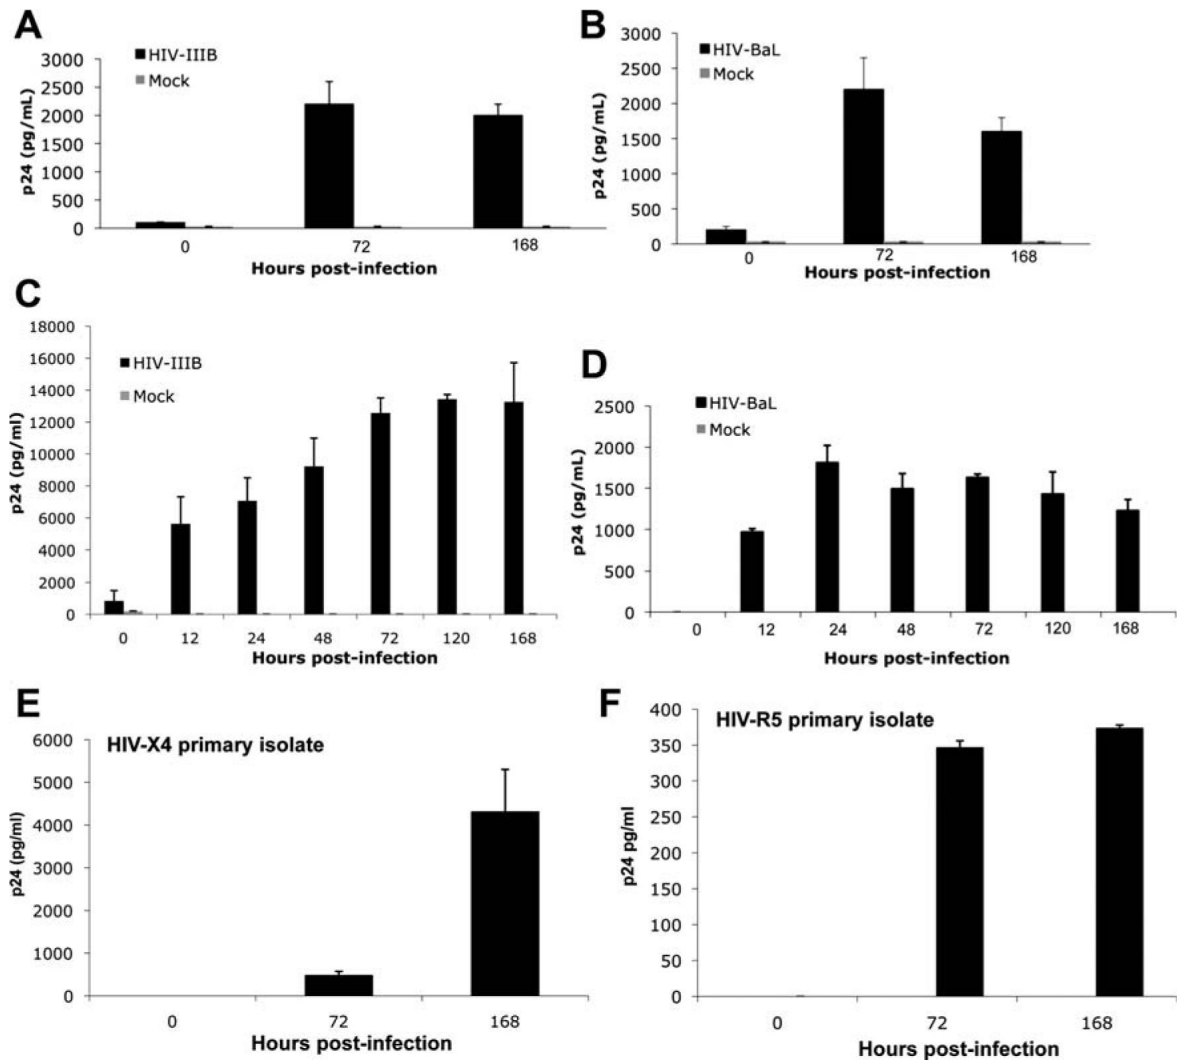 A
HIV-IIIB
Mock
3000
2500
2000
1500
1000
500
0
p24 (pg/mL)
0 72 168
Hours post-infection
B
HIV-BaL
Mock
3000
2500
2000
1500
1000
500
0
p24 (pg/mL)
0 72 168
Hours post-infection
C
HIV-IIIB
Mock
18000
16000
14000
12000
10000
8000
6000
4000
2000
0
p24 (pg/ml)
0 12 24 48 72 120 168
Hours post-infection
D
HIV-BaL
Mock
2500
2000
1500
1000
500
0
p24 (pg/mL)
0 12 24 48 72 120 168
Hours post-infection
E
HIV-X4 primary isolate
6000
5000
4000
3000
2000
1000
0
p24 (pg/ml)
0 72 168
Hours post-infection
F
HIV-R5 primary isolate
400
350
300
250
200
150
100
50
0
p24 pg/ml
0 72 168
Hours post-infection